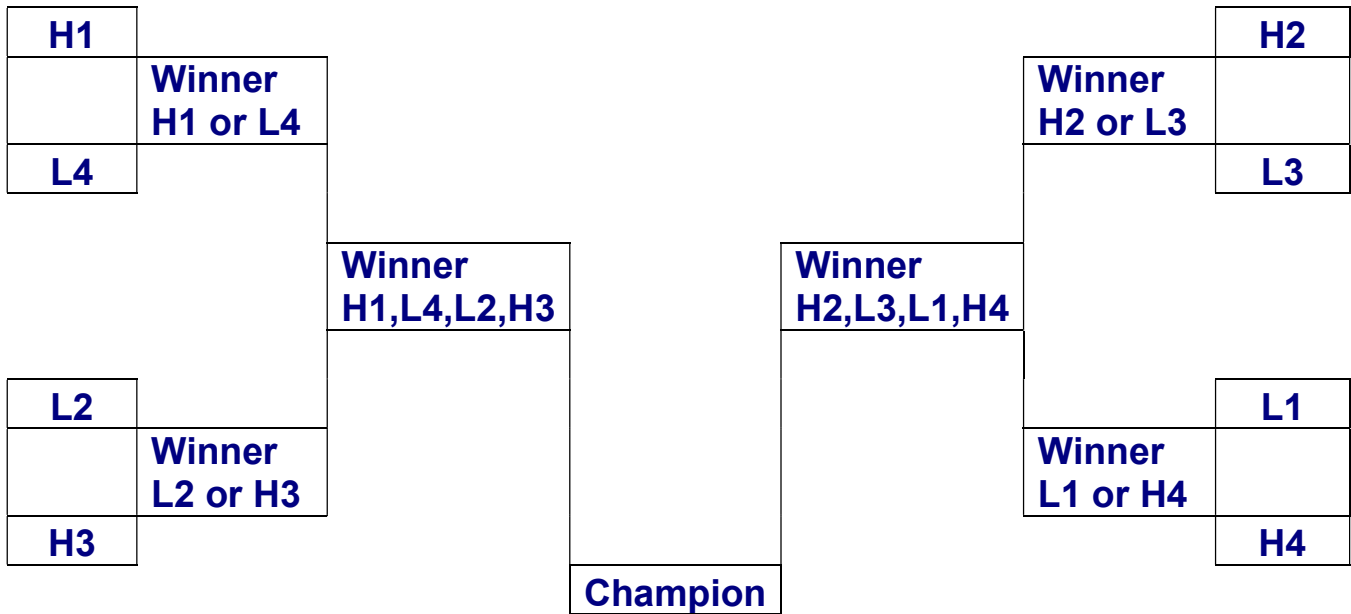 H1
H2
Winner
H1 or L4
Winner
H2 or L3
L4
L3
Winner
H1,L4,L2,H3
Winner
H2,L3,L1,H4
L2
L1
Winner
L2 or H3
Winner
L1 or H4
H3
H4
Champion